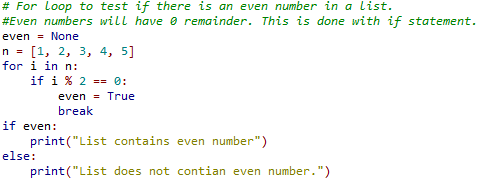 # For loop to test if there is an even number in a list.
#Even numbers will have 0 remainder. This is done with if statement.
even = None
n = [1, 2, 3, 4, 5]
for i in n:
    if i % 2 == 0:
        even = True
        break
if even:
    print("List contains even number")
else:
    print("List does not contian even number.")